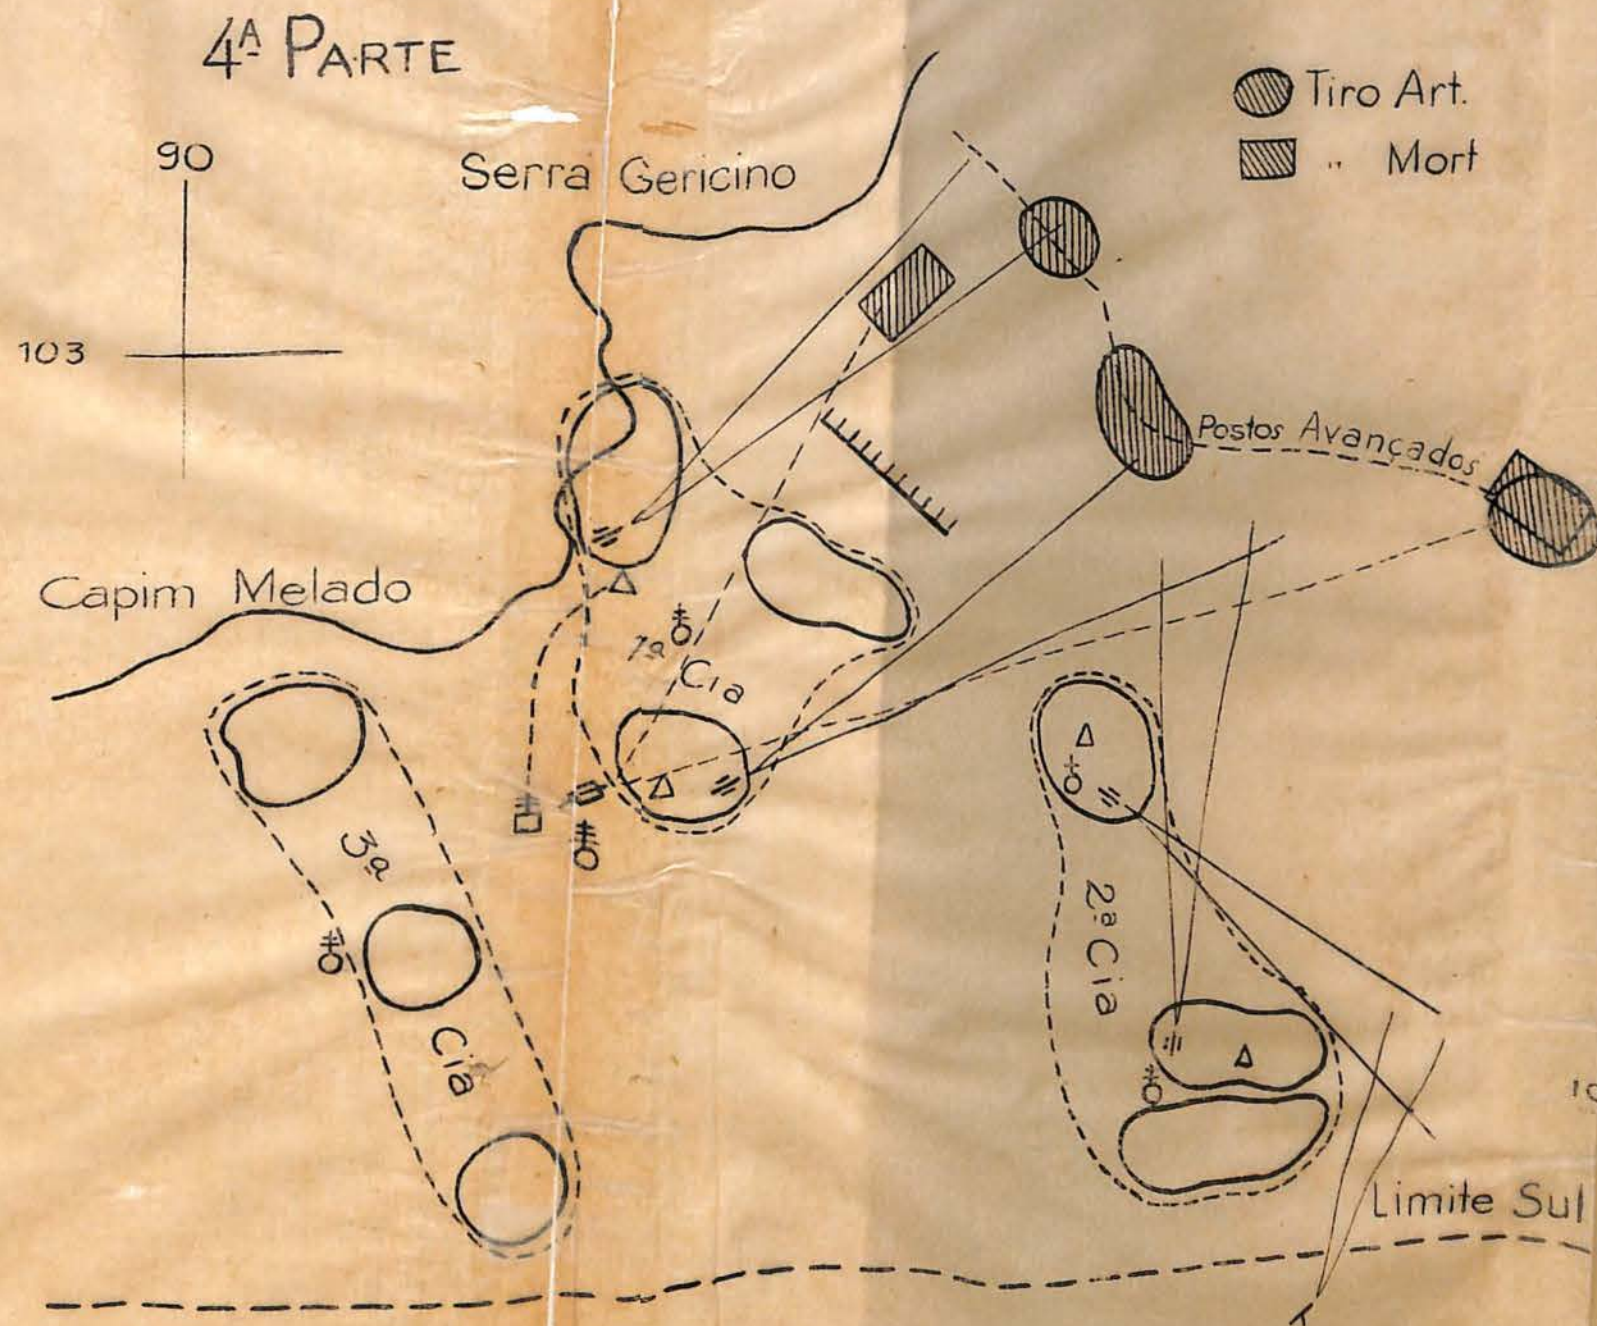 4ª PARTE
Tiro Art.
" Mort
90
Serra Gericino
103
Postos Avançados
Capim Melado
1ª Cia
3ª Cia
2ª Cia
10
Limite Sul